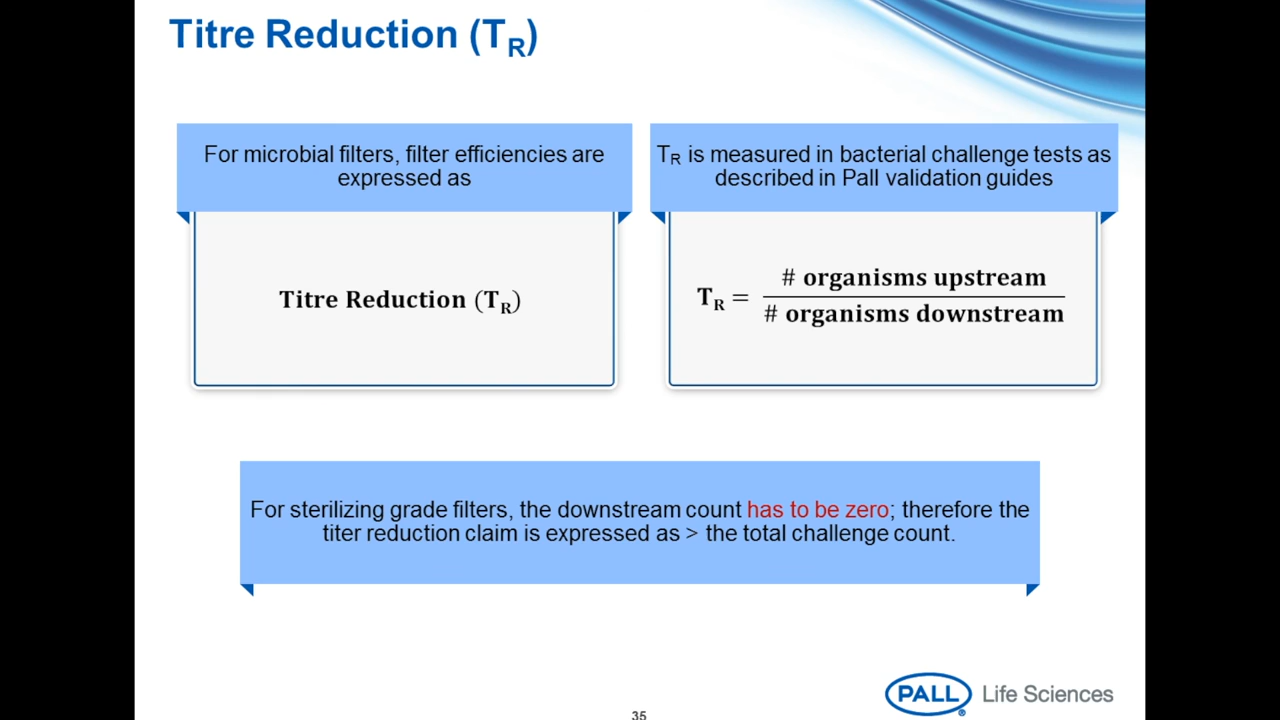 Titre Reduction (TR)
For microbial filters, filter efficiencies are
expressed as
Titre Reduction (TR)
TR is measured in bacterial challenge tests as
described in Pall validation guides
TR = # organisms upstream
# organisms downstream
For sterilizing grade filters, the downstream count has to be zero; therefore the
titer reduction claim is expressed as > the total challenge count.
PALL ® Life Sciences
35